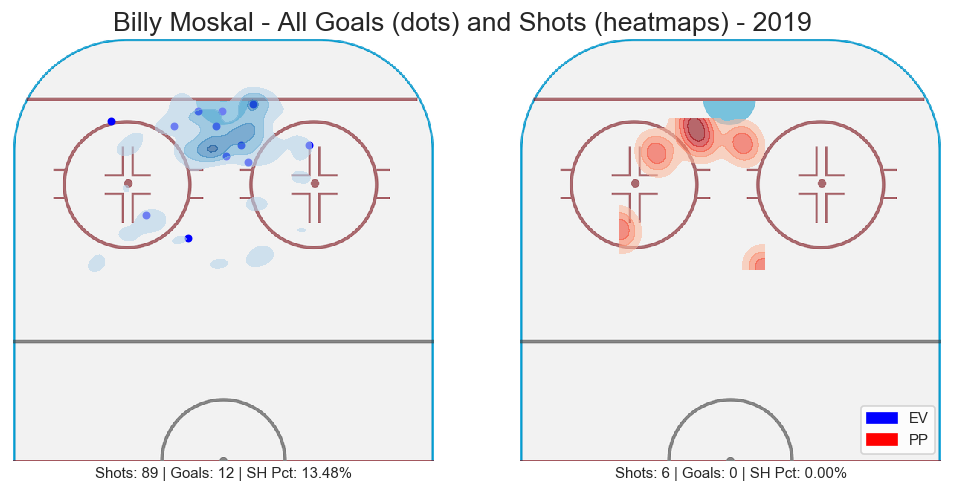 Billy Moskal - All Goals (dots) and Shots (heatmaps) - 2019
EV
PP
Shots: 89 | Goals: 12 | SH Pct: 13.48%
Shots: 6 | Goals: 0 | SH Pct: 0.00%